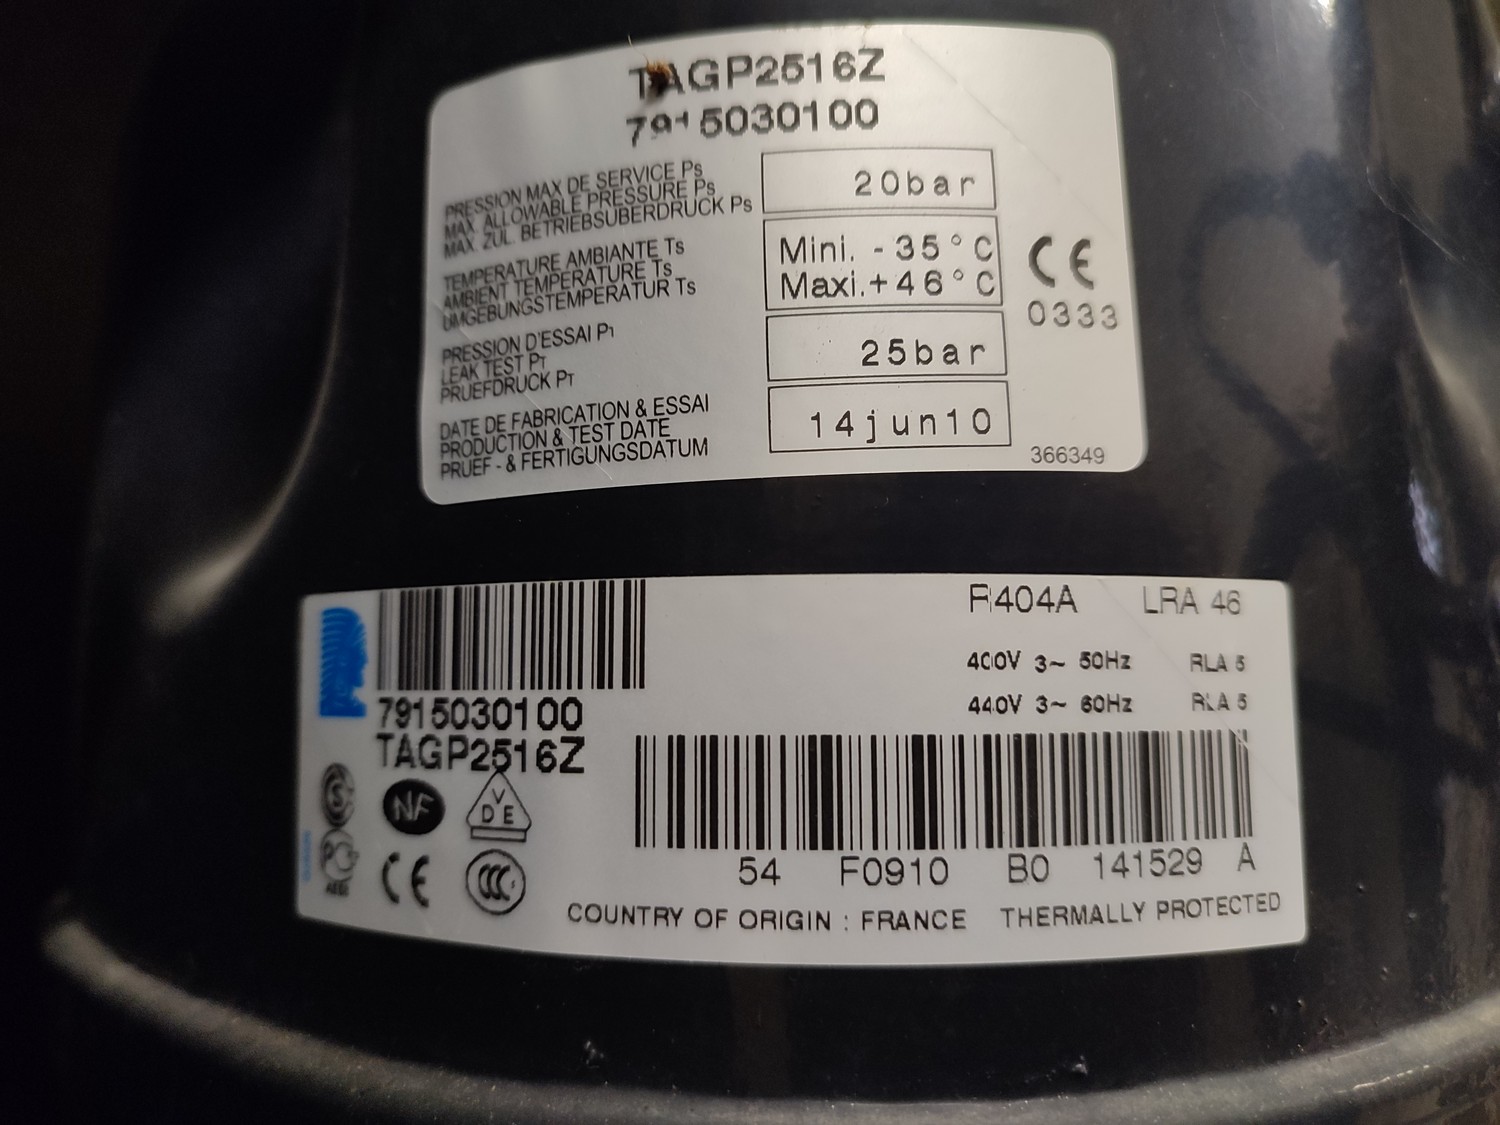 TAGP2516Z
7915030100
PRESSION MAX DE SERVICE Ps
MAX. ALLOWABLE PRESSURE Ps
MAX. ZUL. BETRIEBSÜBERDRUCK Ps
20bar
TEMPERATURE AMBIANTE Ts
AMBIENT TEMPERATURE Ts
UMGEBUNGSTEMPERATUR Ts
Mini. -35°C
Maxi.+46°C
CE
0333
PRESSION D'ESSAI PT
LEAK TEST PT
PRUEFDRUCK PT
25bar
DATE DE FABRICATION & ESSAI
PRODUCTION & TEST DATE
PRUEF - & FERTIGUNGSDATUM
14jun10
366349
R404A LRA 46
400V 3~ 50Hz RLA 5
440V 3~ 60Hz RLA 5
7915030100
TAGP2516Z
NF
VDE
CE
CCC
54 F0910 B0 141529 A
COUNTRY OF ORIGIN : FRANCE THERMALLY PROTECTED